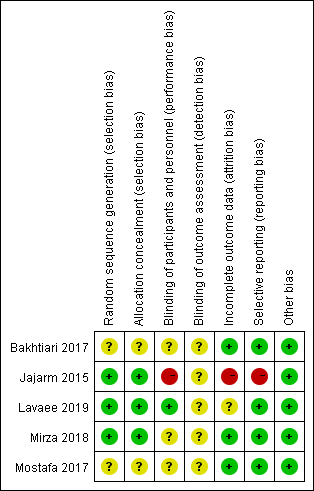 Random sequence generation (selection bias)
Allocation concealment (selection bias)
Blinding of participants and personnel (performance bias)
Blinding of outcome assessment (detection bias)
Incomplete outcome data (attrition bias)
Selective reporting (reporting bias)
Other bias
Bakhtiari 2017 ? ? ? ? + + +
Jajarm 2015 + + − ? − − +
Lavaee 2019 + + + ? ? + +
Mirza 2018 + + ? ? + + +
Mostafa 2017 ? ? ? ? + + +